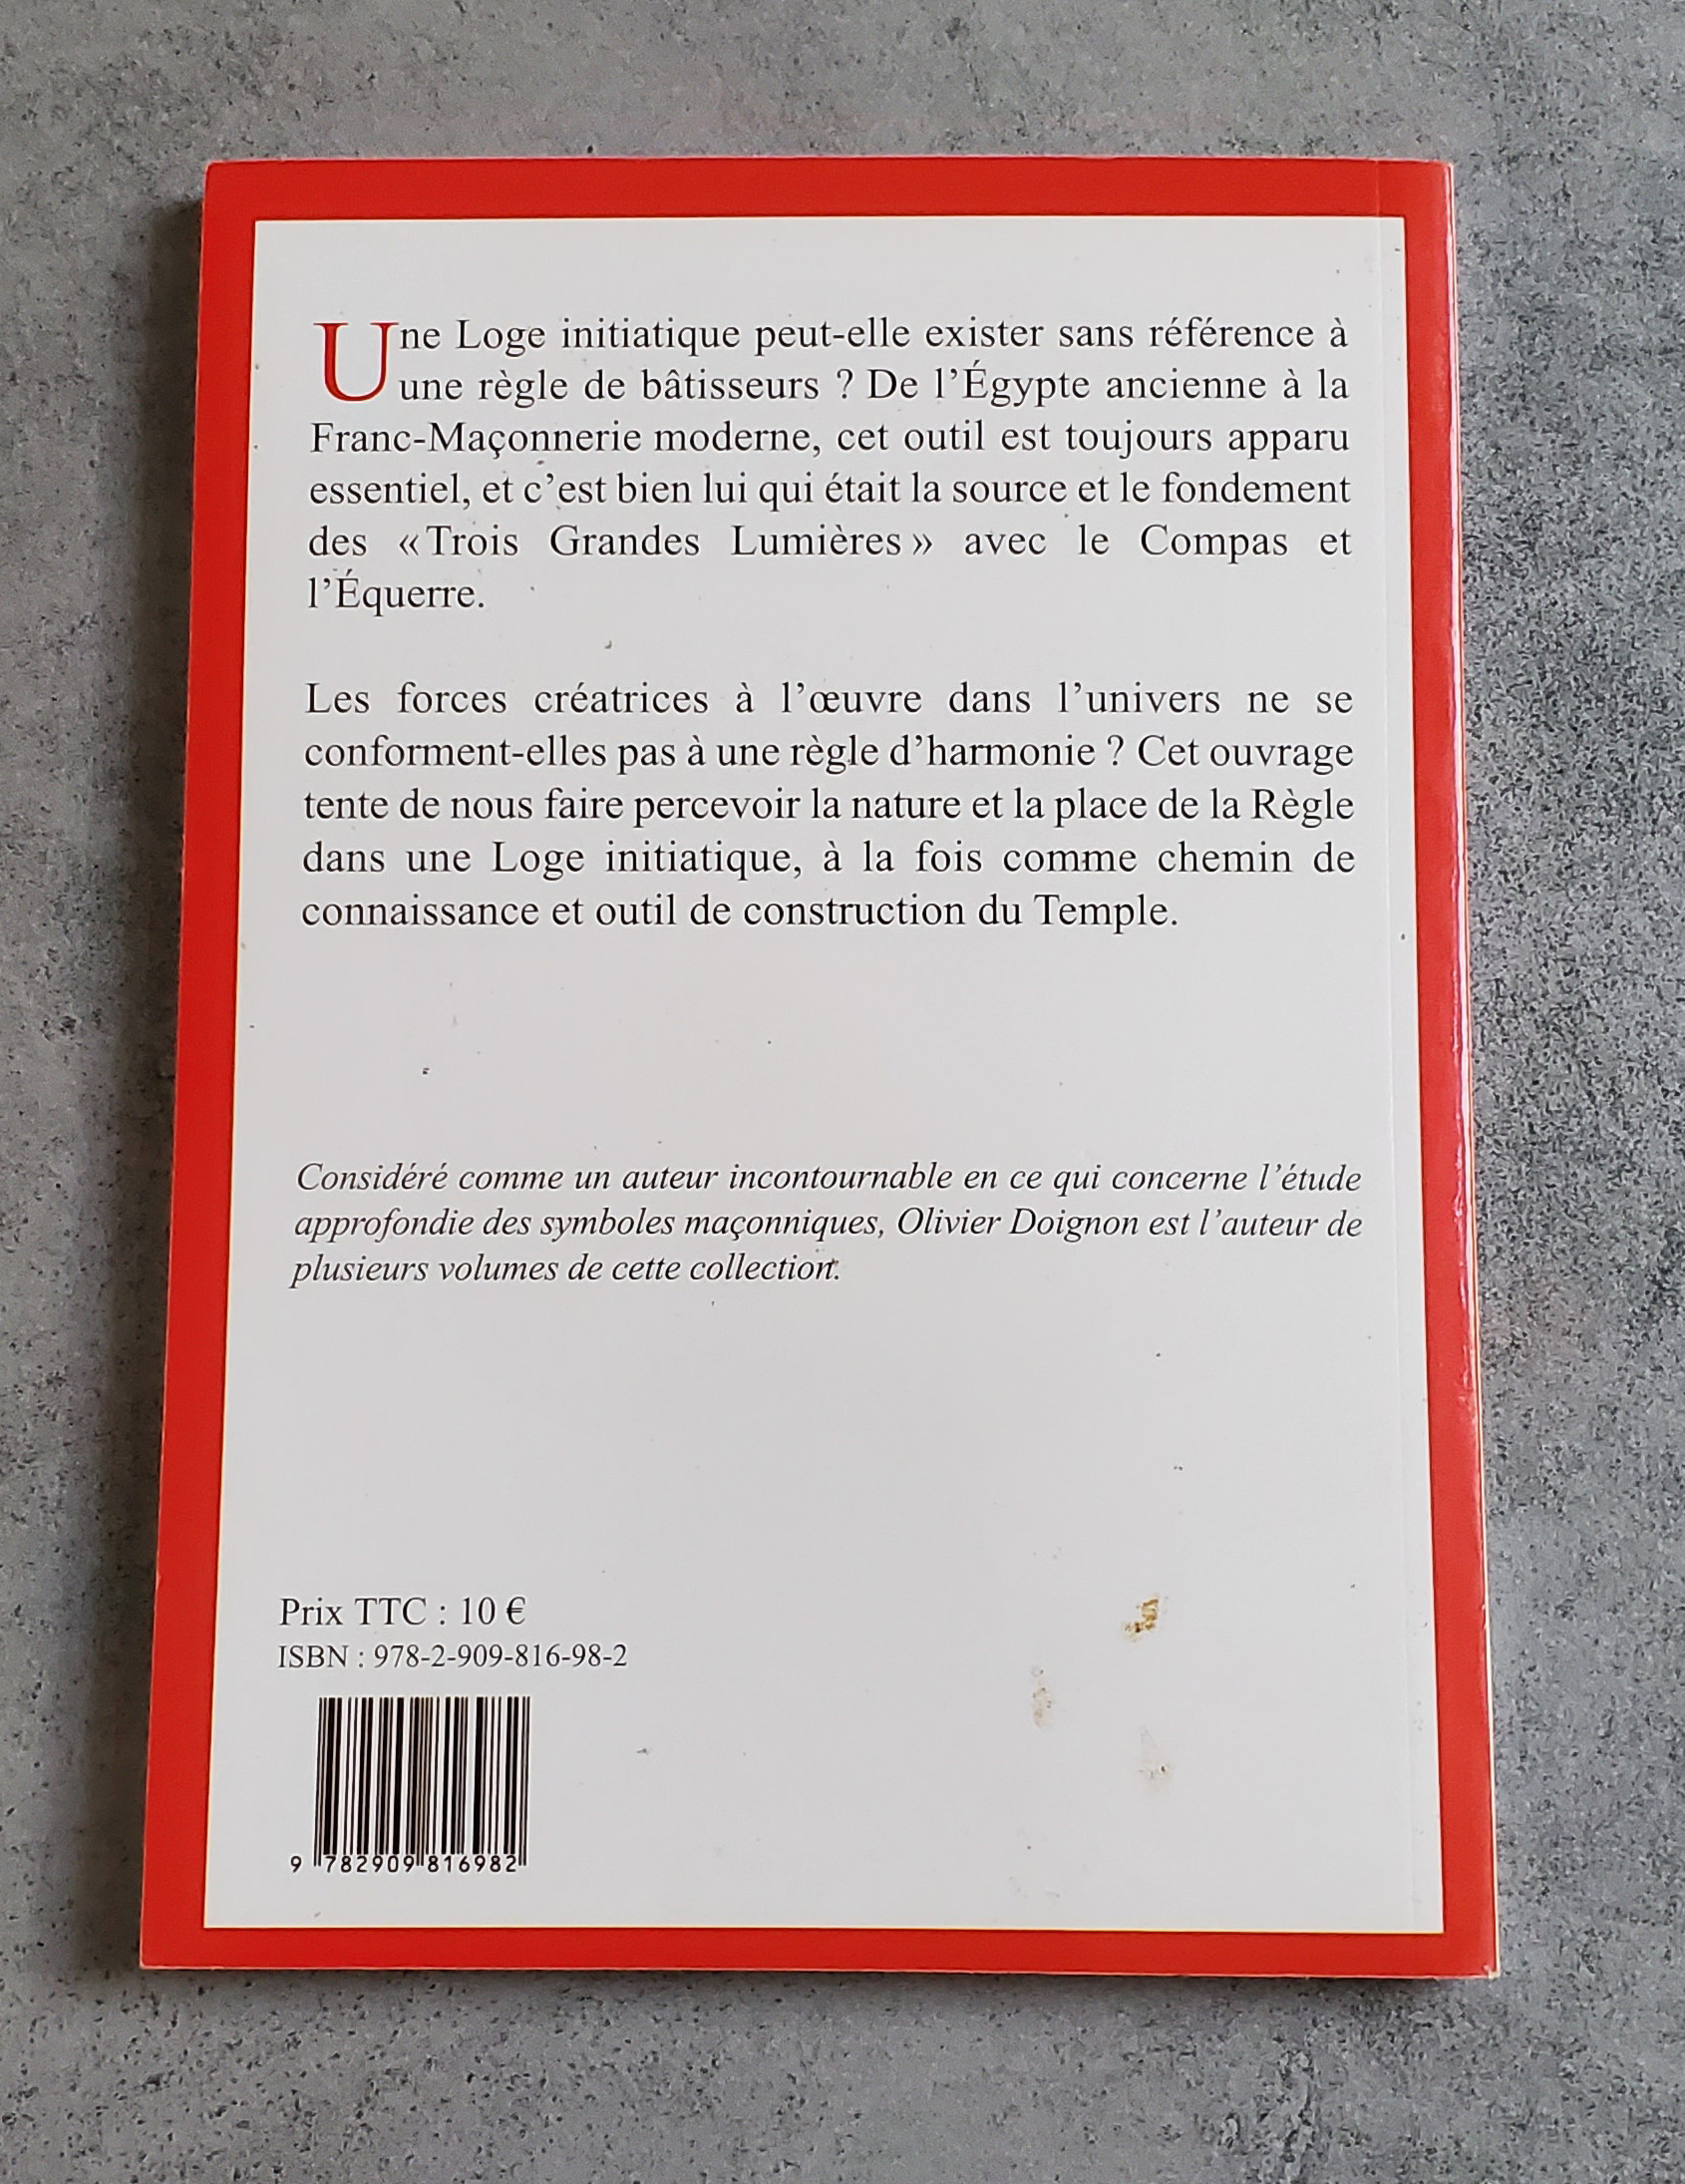 Une Loge initiatique peut-elle exister sans référence à
une règle de bâtisseurs ? De l’Égypte ancienne à la
Franc-Maçonnerie moderne, cet outil est toujours apparu
essentiel, et c’est bien lui qui était la source et le fondement
des « Trois Grandes Lumières » avec le Compas et
l’Équerre.
Les forces créatrices à l’œuvre dans l’univers ne se
conforment-elles pas à une règle d’harmonie ? Cet ouvrage
tente de nous faire percevoir la nature et la place de la Règle
dans une Loge initiatique, à la fois comme chemin de
connaissance et outil de construction du Temple.
Considéré comme un auteur incontournable en ce qui concerne l’étude
approfondie des symboles maçonniques, Olivier Doignon est l’auteur de
plusieurs volumes de cette collection.
Prix TTC : 10 €
ISBN : 978-2-909-816-98-2
9 782909 816982